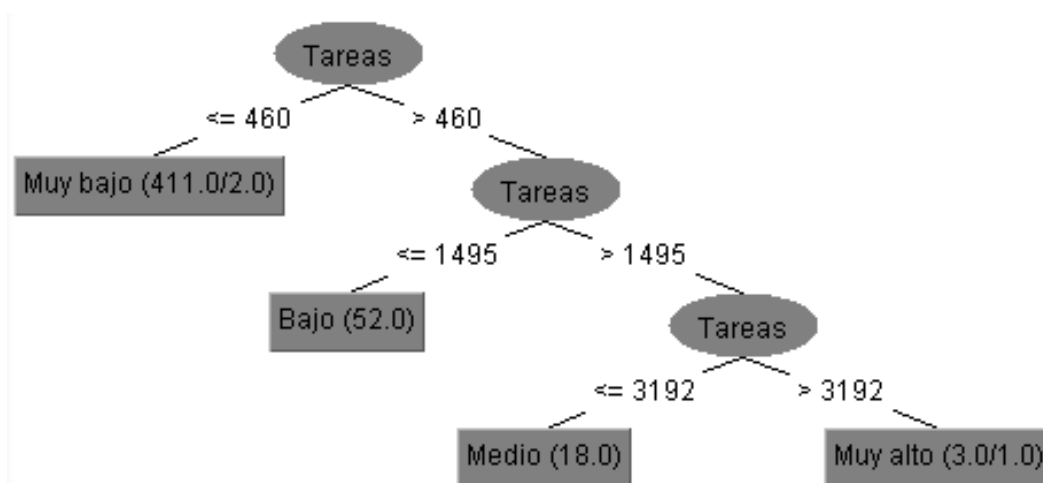 Tareas
<= 460
> 460
Muy bajo (411.0/2.0)
Tareas
<= 1495
> 1495
Bajo (52.0)
Tareas
<= 3192
> 3192
Medio (18.0)
Muy alto (3.0/1.0)